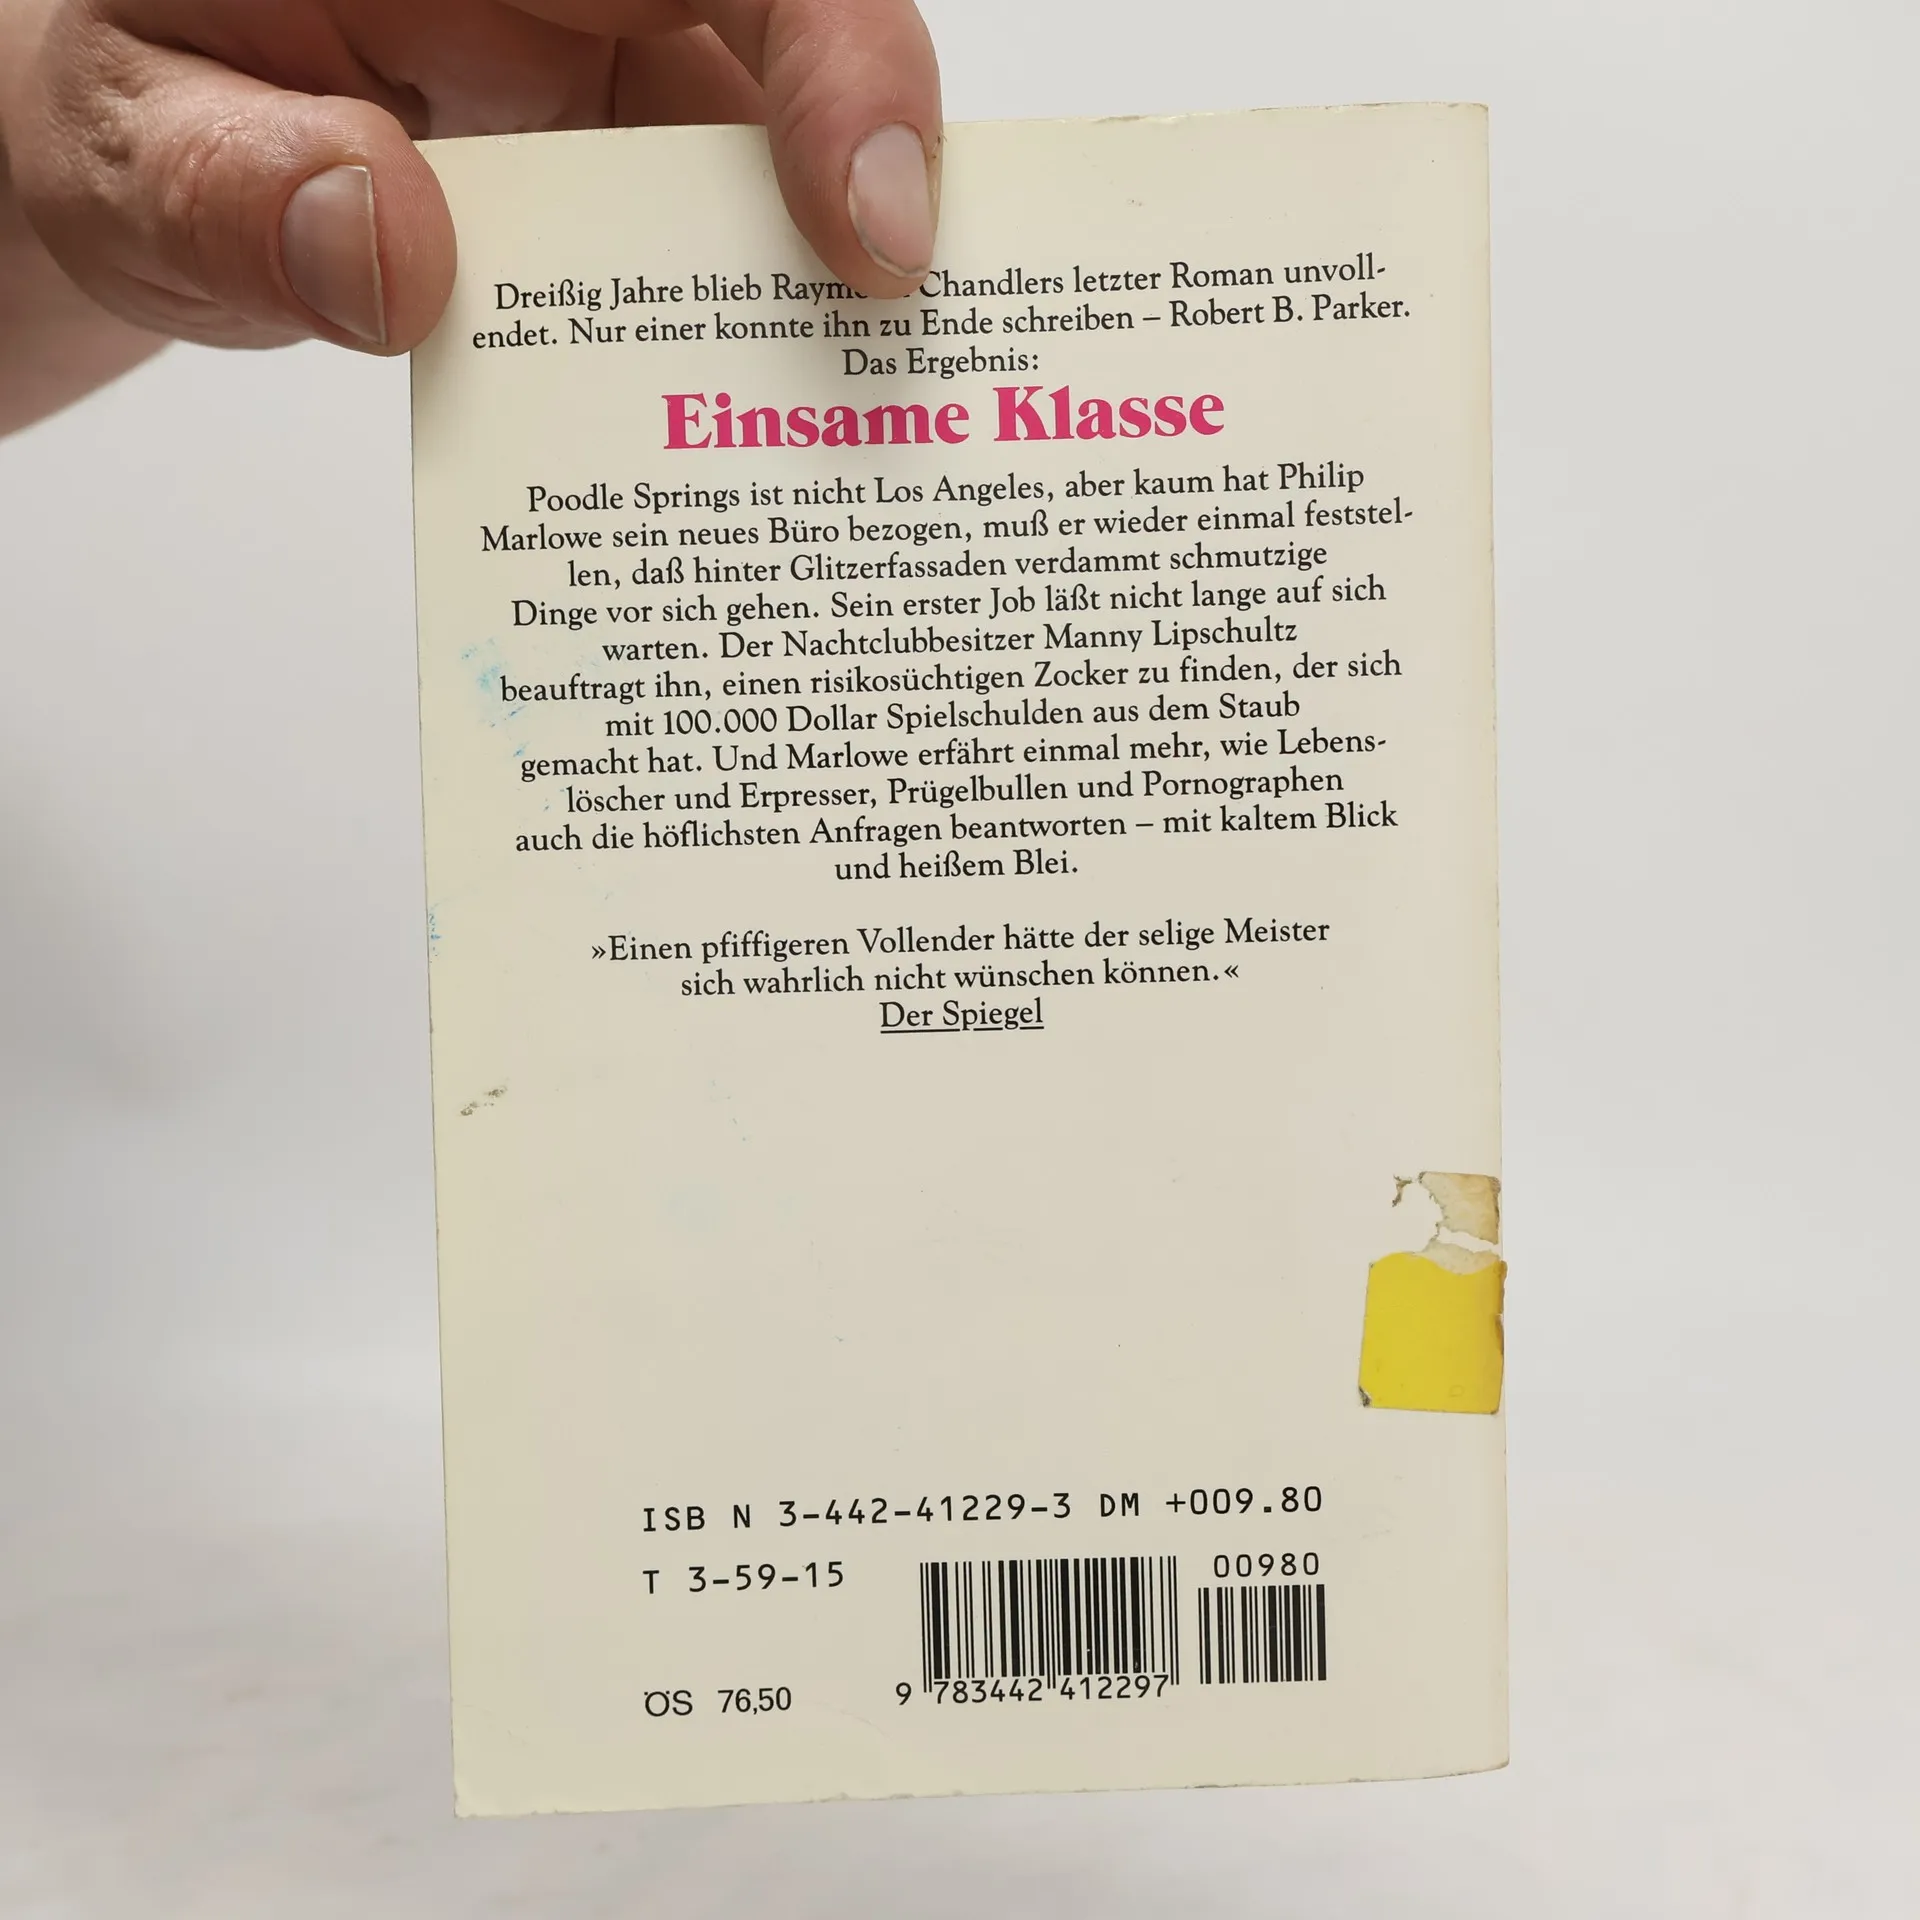 Dreißig Jahre blieb Chandlers letzter Roman unvoll-
endet. Nur einer konnte ihn zu Ende schreiben – Robert B. Parker.
Das Ergebnis:
Einsame Klasse
Poodle Springs ist nicht Los Angeles, aber kaum hat Philip
Marlowe sein neues Büro bezogen, muß er wieder einmal feststel-
len, daß hinter Glitzerfassaden verdammt schmutzige
Dinge vor sich gehen. Sein erster Job läßt nicht lange auf sich
warten. Der Nachtclubbesitzer Manny Lipschultz
beauftragt ihn, einen risikosüchtigen Zocker zu finden, der sich
mit 100.000 Dollar Spielschulden aus dem Staub
gemacht hat. Und Marlowe erfährt einmal mehr, wie Lebens-
löscher und Erpresser, Prügelbullen und Pornographen
auch die höflichsten Anfragen beantworten – mit kaltem Blick
und heißem Blei.
»Einen pfiffigeren Vollender hätte der selige Meister
sich wahrlich nicht wünschen können.«
Der Spiegel
ISB N 3-442-41229-3 DM +009.80
T 3-59-15
00980
ÖS 76,50
9 783442 412297